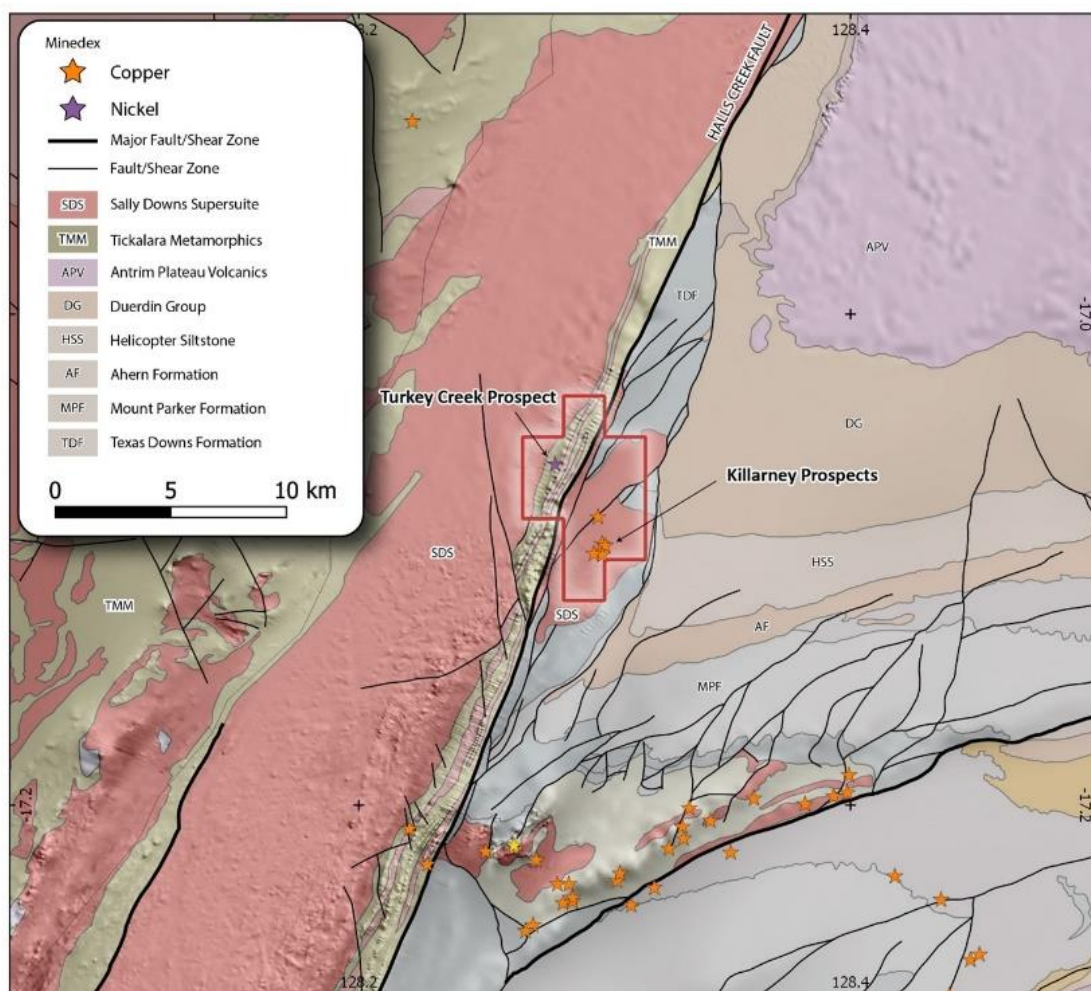 Minedex
Copper
Nickel
Major Fault/Shear Zone
Fault/Shear Zone
SDS Sally Downs Supersuite
TMM Tickalara Metamorphics
APV Antrim Plateau Volcanics
DG Duerdin Group
HSS Helicopter Siltstone
AF Ahern Formation
MPF Mount Parker Formation
TDF Texas Downs Formation
0 5 10 km
128.4
HALLS CREEK FAULT
TMM
APV
TDF
-17.0
Turkey Creek Prospect
DG
Killarney Prospects
SDS
HSS
TMM
SDS
AF
MPF
-17.2
-17.2
128.2
128.4